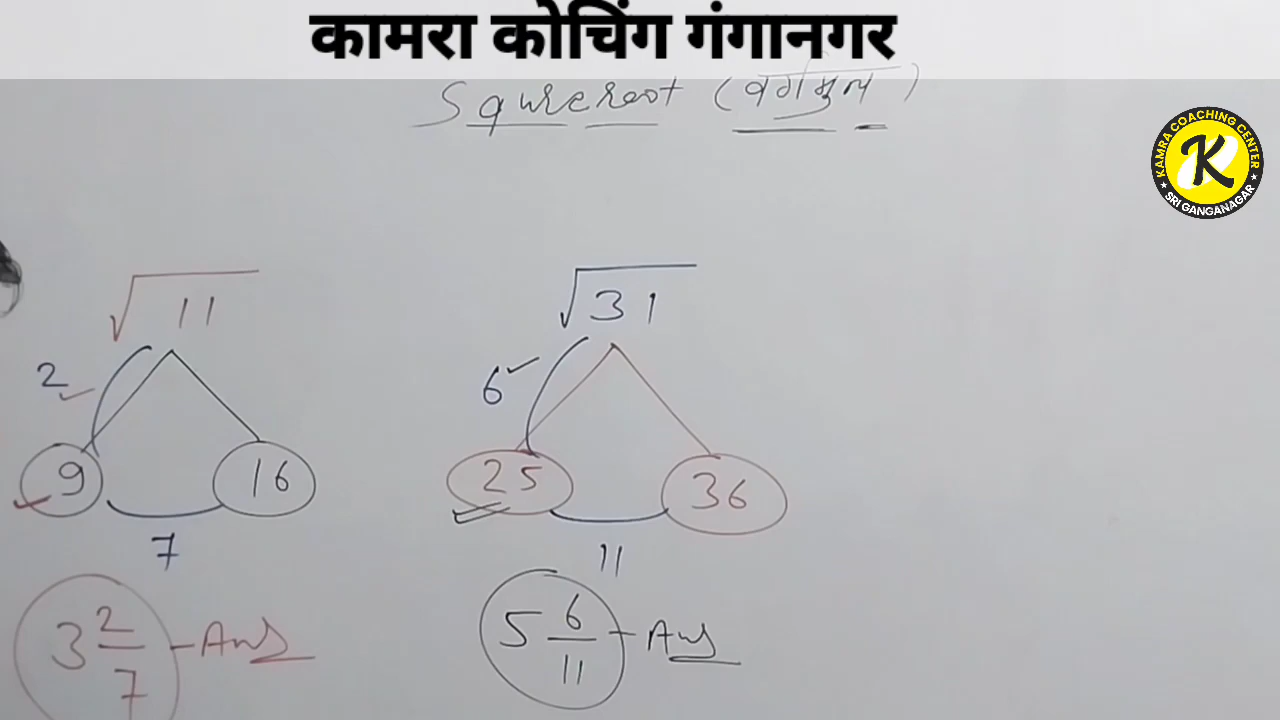 कामरा कोचिंग गंगानगर
Squreroot (वर्गमूल)
KAMRA COACHING CENTER
K
SRI GANGANAGAR
√11
2
9 16
7
3 2/7 - Ans
√31
6
25 36
11
5 6/11 - Ans